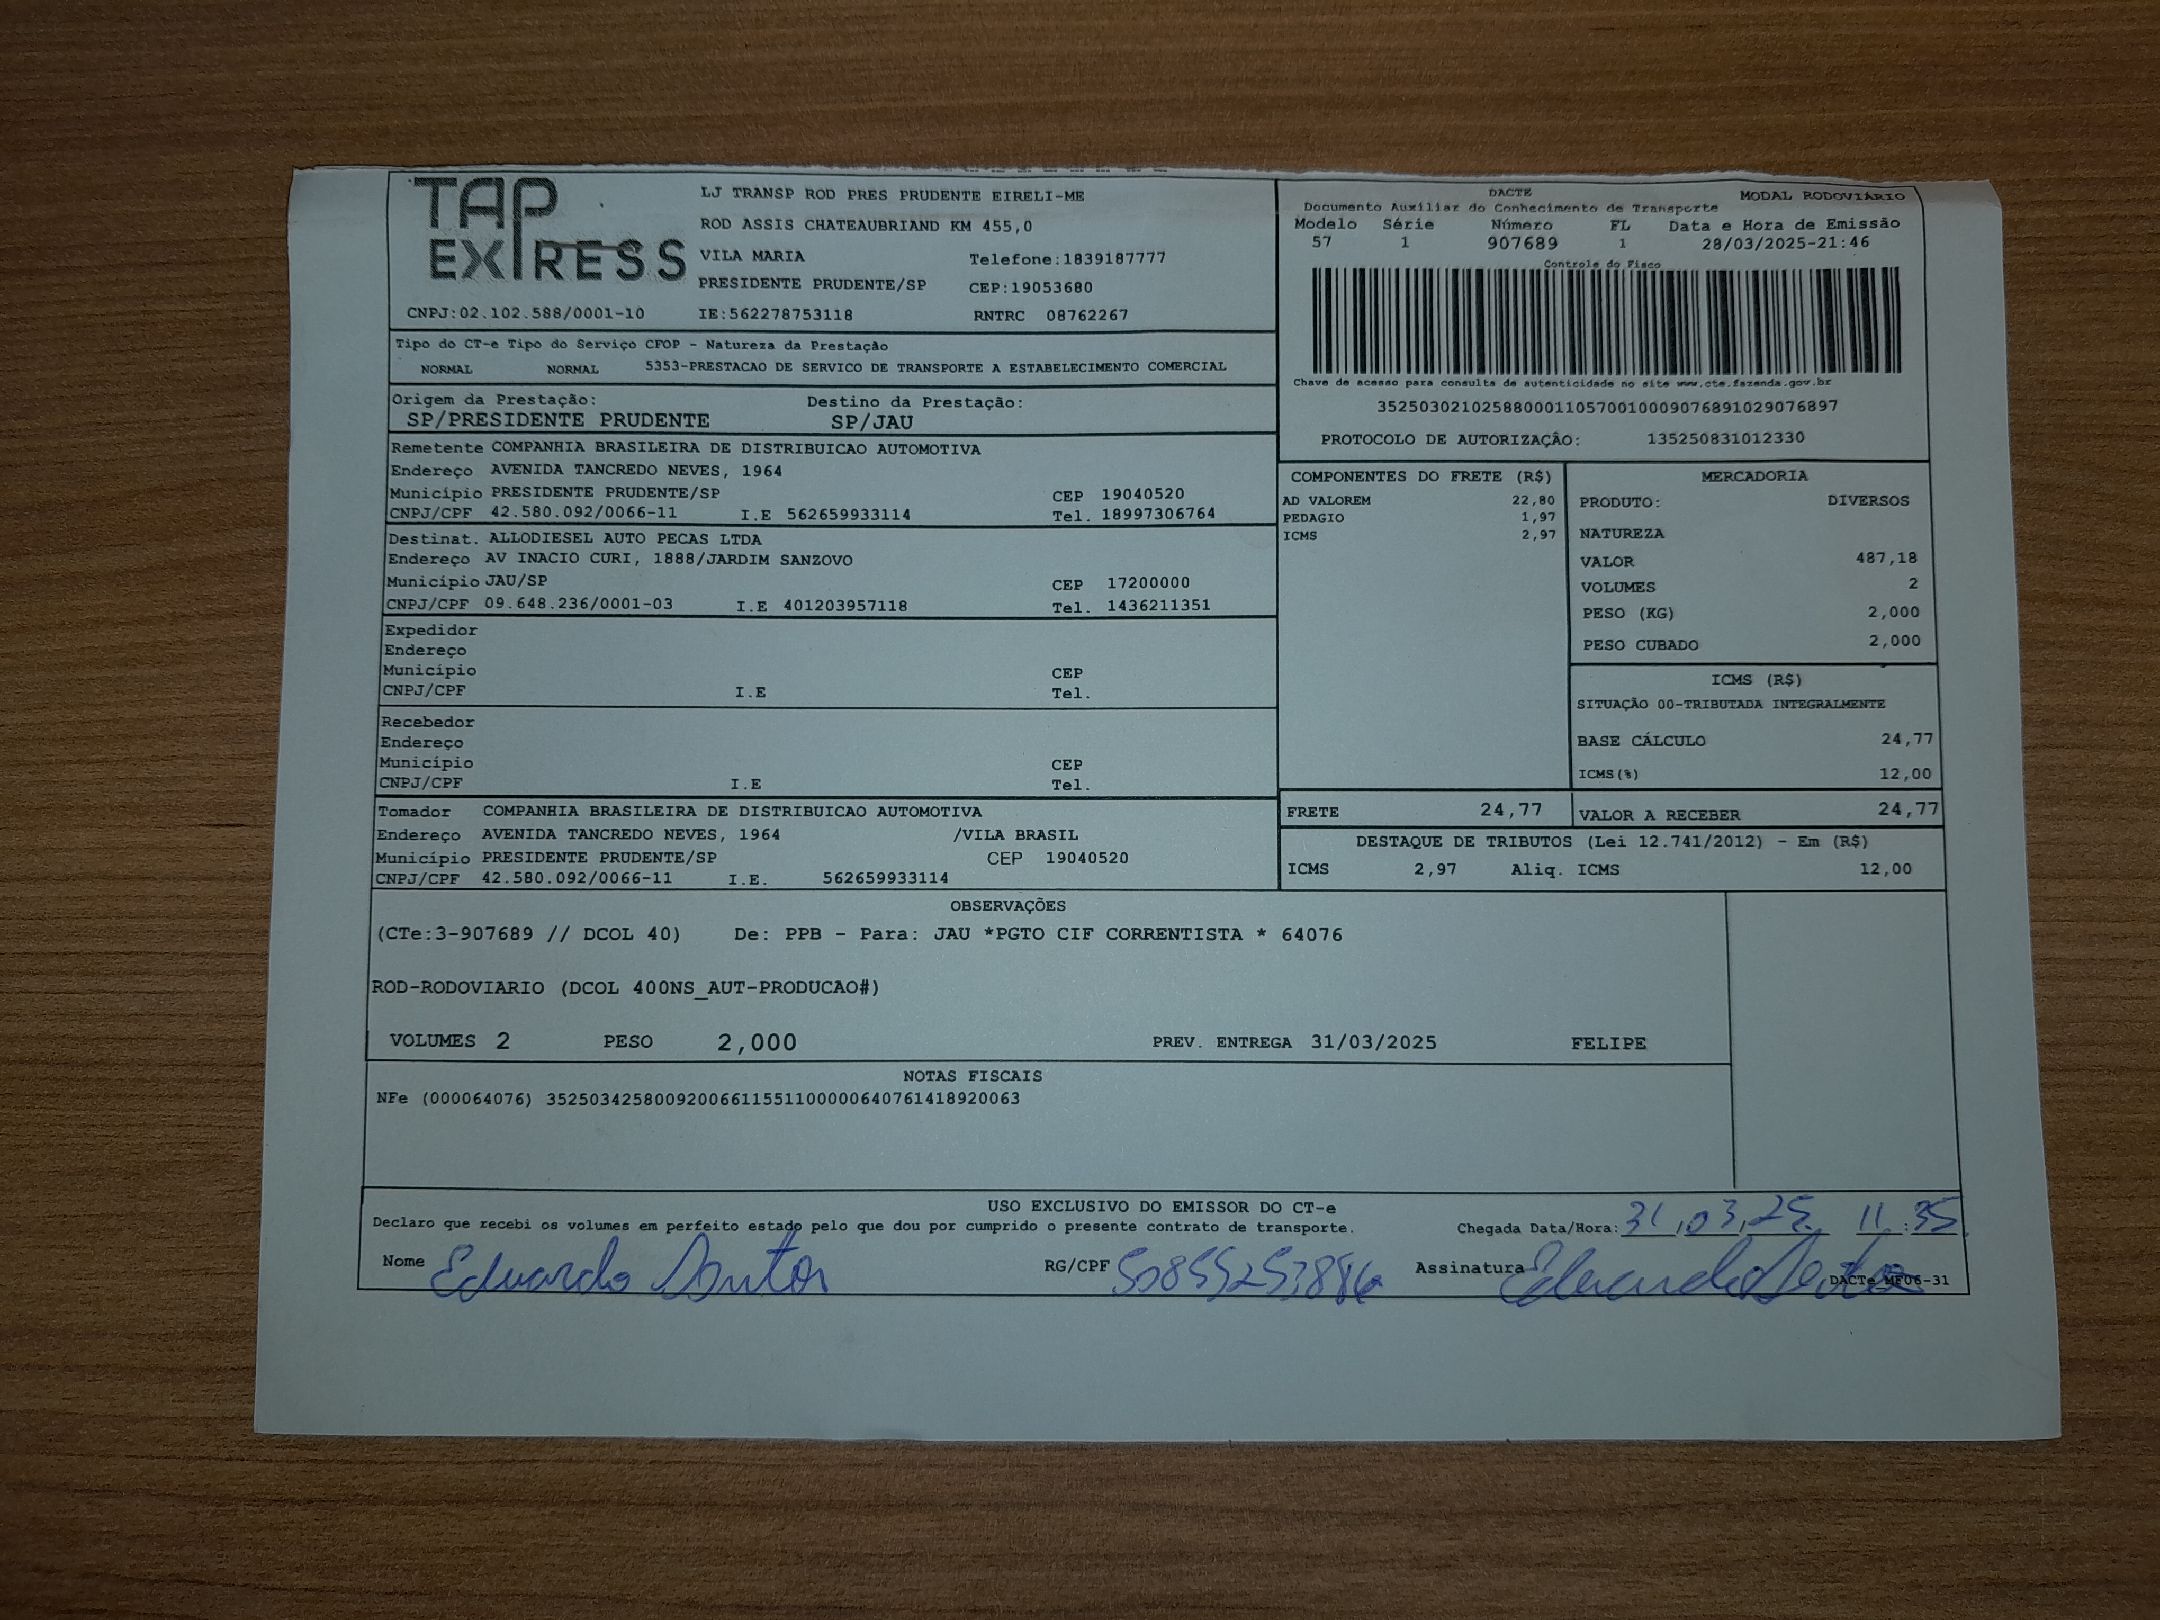 TAP EXPRESS
LJ TRANSP ROD PRES PRUDENTE EIRELI-ME
ROD ASSIS CHATEAUBRIAND KM 455,0
VILA MARIA Telefone:1839187777
PRESIDENTE PRUDENTE/SP CEP:19053680
CNPJ:02.102.588/0001-10 IE:562278753118 RNTRC 08762267
DACTE MODAL RODOVIÁRIO
Documento Auxiliar do Conhecimento de Transporte
Modelo Série Número FL Data e Hora de Emissão
57 1 907689 1 28/03/2025-21:46
Controle do Fisco
Chave de acesso para consulta de autenticidade no site www.cte.fazenda.gov.br
35250302102588000110570010009076891029076897
PROTOCOLO DE AUTORIZAÇÃO: 135250831012330
Tipo do CT-e Tipo do Serviço CFOP - Natureza da Prestação
NORMAL NORMAL 5353-PRESTACAO DE SERVICO DE TRANSPORTE A ESTABELECIMENTO COMERCIAL
Origem da Prestação: Destino da Prestação:
SP/PRESIDENTE PRUDENTE SP/JAU
Remetente COMPANHIA BRASILEIRA DE DISTRIBUICAO AUTOMOTIVA
Endereço AVENIDA TANCREDO NEVES, 1964
Município PRESIDENTE PRUDENTE/SP CEP 19040520
CNPJ/CPF 42.580.092/0066-11 I.E 562659933114 Tel. 18997306764
Destinat. ALLODIESEL AUTO PECAS LTDA
Endereço AV INACIO CURI, 1888/JARDIM SANZOVO
Município JAU/SP CEP 17200000
CNPJ/CPF 09.648.236/0001-03 I.E 401203957118 Tel. 1436211351
Expedidor
Endereço
Município CEP
CNPJ/CPF I.E Tel.
Recebedor
Endereço
Município CEP
CNPJ/CPF I.E Tel.
Tomador COMPANHIA BRASILEIRA DE DISTRIBUICAO AUTOMOTIVA
Endereço AVENIDA TANCREDO NEVES, 1964 /VILA BRASIL
Município PRESIDENTE PRUDENTE/SP CEP 19040520
CNPJ/CPF 42.580.092/0066-11 I.E. 562659933114
COMPONENTES DO FRETE (R$)
AD VALOREM 22,80
PEDAGIO 1,97
ICMS 2,97
MERCADORIA
PRODUTO: DIVERSOS
NATUREZA
VALOR 487,18
VOLUMES 2
PESO (KG) 2,000
PESO CUBADO 2,000
ICMS (R$)
SITUAÇÃO 00-TRIBUTADA INTEGRALMENTE
BASE CÁLCULO 24,77
ICMS(%) 12,00
FRETE 24,77 VALOR A RECEBER 24,77
DESTAQUE DE TRIBUTOS (Lei 12.741/2012) - Em (R$)
ICMS 2,97 Aliq. ICMS 12,00
OBSERVAÇÕES
(CTe:3-907689 // DCOL 40) De: PPB - Para: JAU *PGTO CIF CORRENTISTA * 64076
ROD-RODOVIARIO (DCOL 400NS_AUT-PRODUCAO#)
VOLUMES 2 PESO 2,000 PREV. ENTREGA 31/03/2025 FELIPE
NOTAS FISCAIS
NFe (000064076) 35250342580092006611551100000640761418920063
USO EXCLUSIVO DO EMISSOR DO CT-e
Declaro que recebi os volumes em perfeito estado pelo que dou por cumprido o presente contrato de transporte. Chegada Data/Hora: 31/03/25 11:35
Nome Eduardo Santos RG/CPF 50855253886 Assinatura Eduardo Santos
DACTe MF06-31